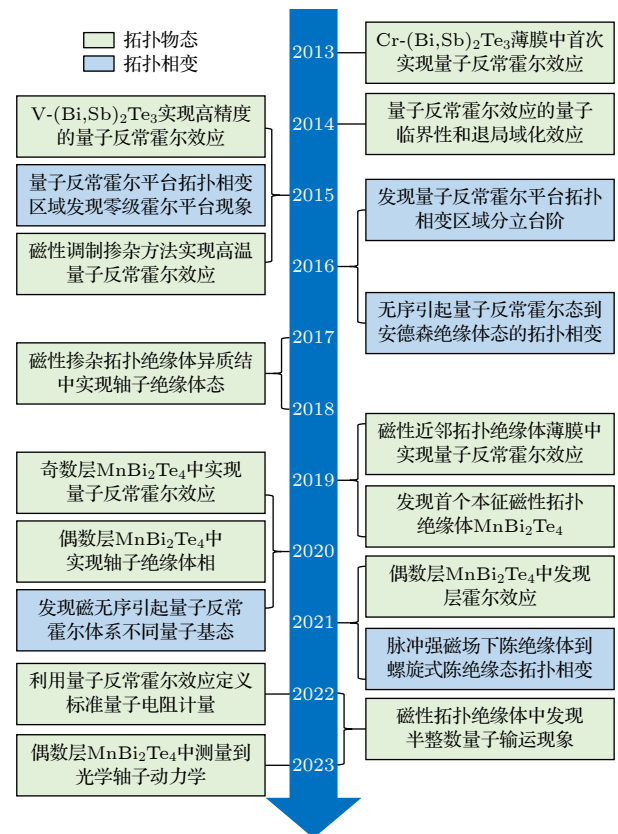 拓扑物态
拓扑相变
2013
Cr-(Bi,Sb)₂Te₃薄膜中首次
实现量子反常霍尔效应
V-(Bi,Sb)₂Te₃实现高精度
的量子反常霍尔效应
2014
量子反常霍尔效应的量子
临界性和退局域化效应
量子反常霍尔平台拓扑相变
区域发现零级霍尔平台现象
2015
发现量子反常霍尔平台拓扑
相变区域分立台阶
磁性调制掺杂方法实现高温
量子反常霍尔效应
2016
无序引起量子反常霍尔态到
安德森绝缘体态的拓扑相变
2017
磁性掺杂拓扑绝缘体异质结
中实现轴子绝缘体态
2018
磁性近邻拓扑绝缘体薄膜中
实现量子反常霍尔效应
奇数层MnBi₂Te₄中实现
量子反常霍尔效应
2019
发现首个本征磁性拓扑
绝缘体MnBi₂Te₄
偶数层MnBi₂Te₄中
实现轴子绝缘体相
2020
偶数层MnBi₂Te₄中发现
层霍尔效应
发现磁无序引起量子反常
霍尔体系不同量子基态
2021
脉冲强磁场下陈绝缘体到
螺旋式陈绝缘态拓扑相变
利用量子反常霍尔效应定义
标准量子电阻计量
2022
磁性拓扑绝缘体中发现
半整数量子输运现象
偶数层MnBi₂Te₄中测量到
光学轴子动力学
2023